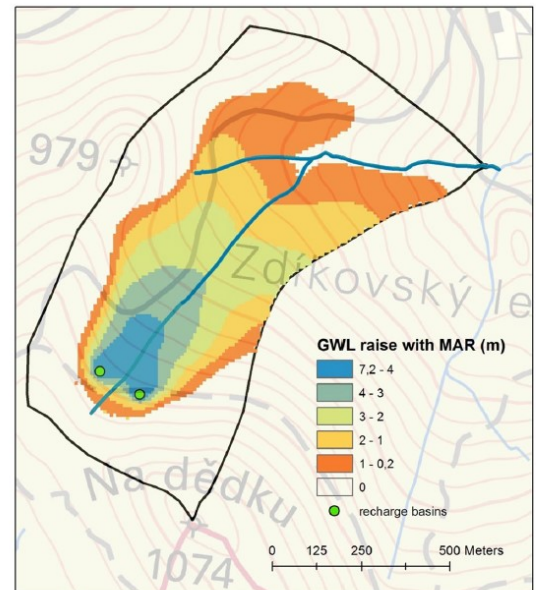 979
Zdíkovský le
GWL raise with MAR (m)
7,2 - 4
4 - 3
3 - 2
2 - 1
1 - 0,2
0
recharge basins
Na dědku
1074
0 125 250 500 Meters